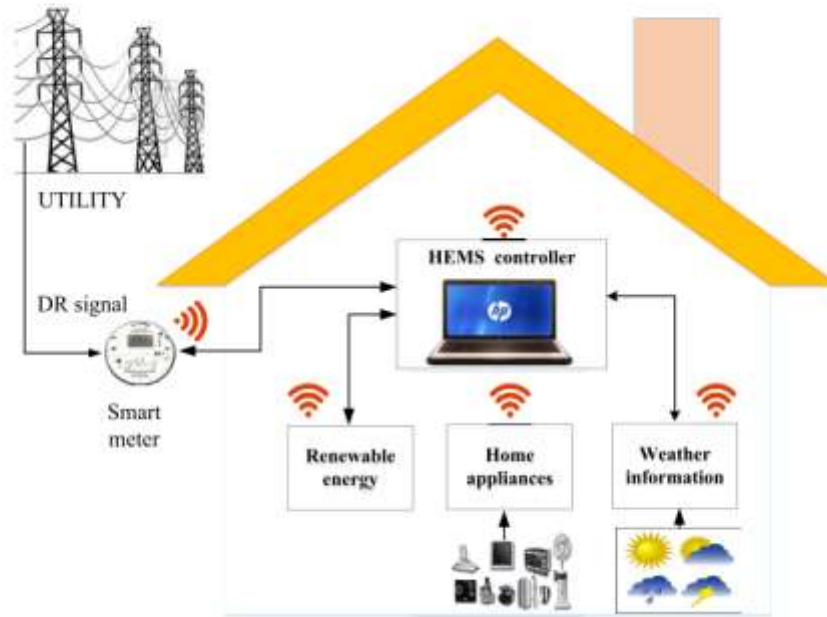 UTILITY
DR signal
Smart
meter
HEMS controller
hp
Renewable
energy
Home
appliances
Weather
information